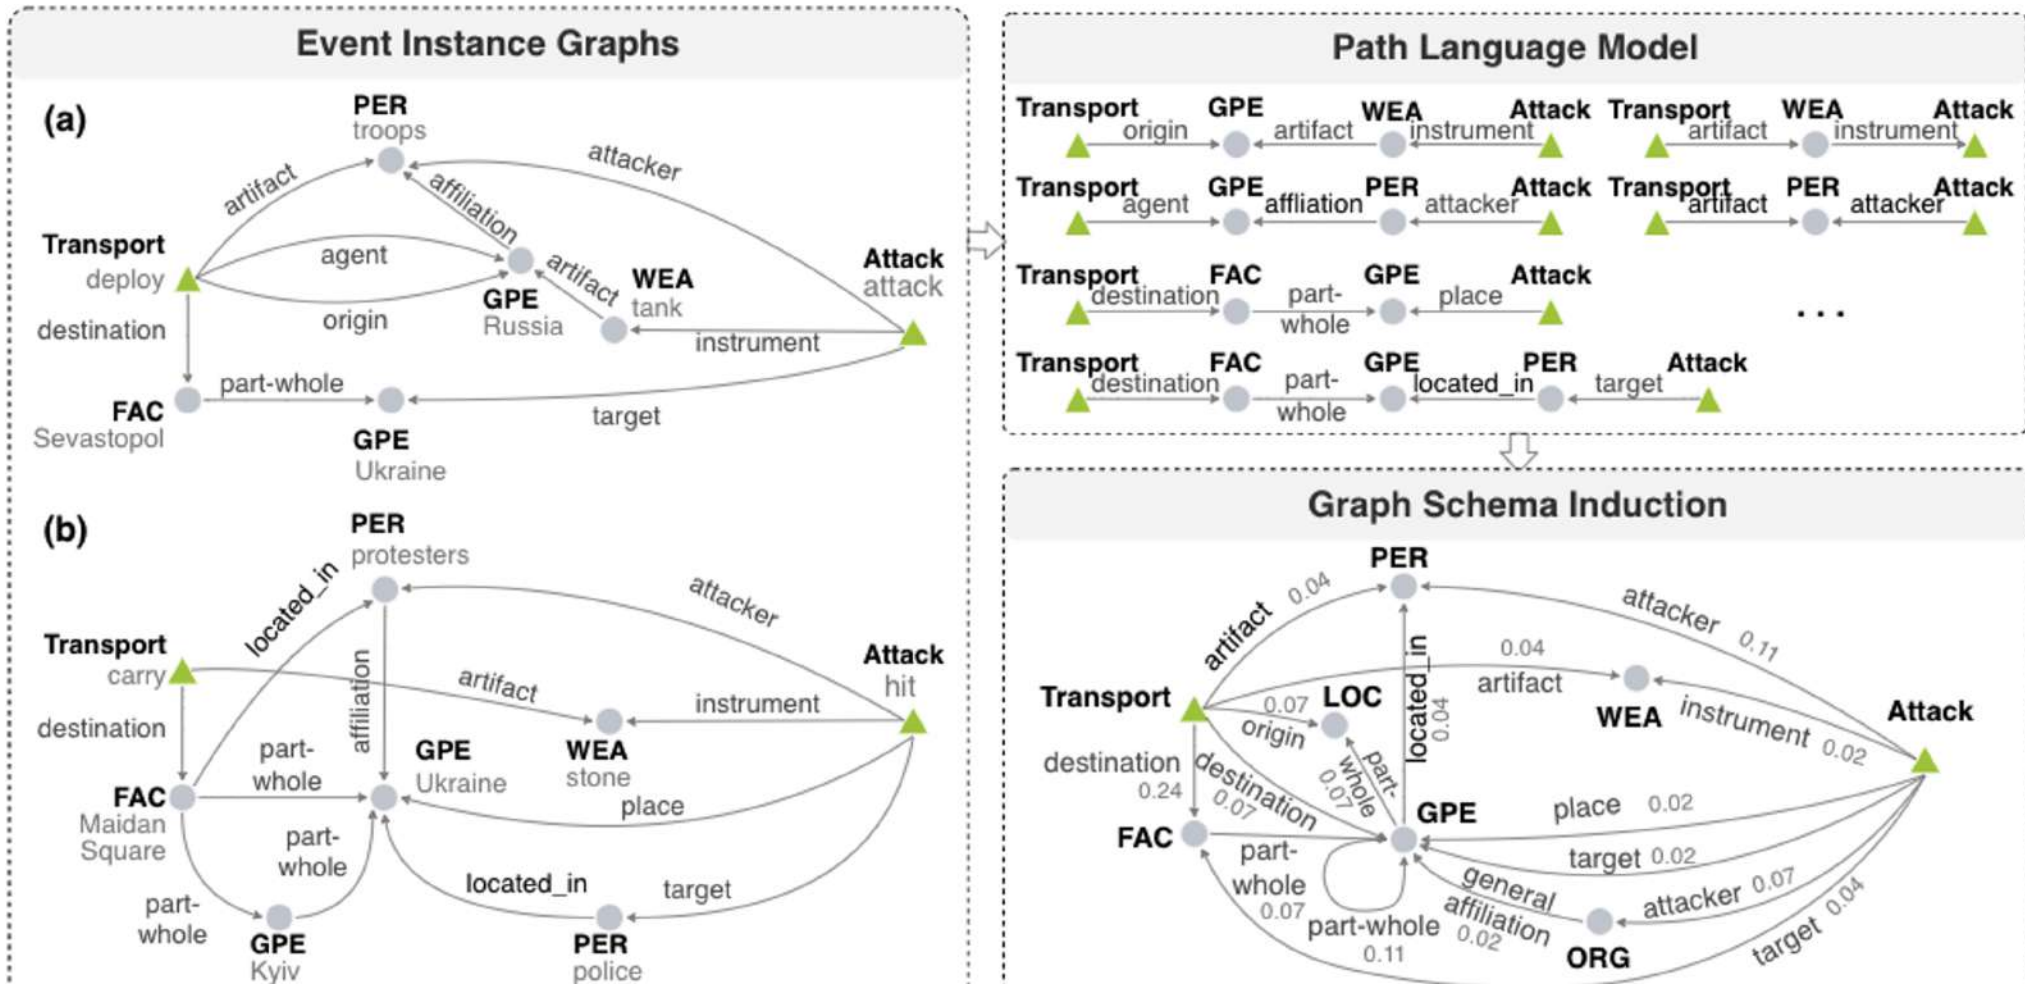 Event Instance Graphs
(a)
PER
troops
artifact
affiliation
attacker
Transport
deploy
agent
origin
artifact
GPE
Russia
WEA
tank
Attack
attack
destination
instrument
part-whole
FAC
Sevastopol
GPE
Ukraine
target
(b)
PER
protesters
located_in
attacker
Transport
carry
affiliation
artifact
instrument
Attack
hit
destination
part-
whole
GPE
Ukraine
WEA
stone
place
FAC
Maidan
Square
part-
whole
part-
whole
located_in
target
GPE
Kyiv
PER
police
Path Language Model
Transport GPE WEA Attack Transport WEA Attack
origin artifact instrument artifact instrument
Transport GPE PER Attack Transport PER Attack
agent affliation attacker artifact attacker
Transport FAC GPE Attack
destination part-
whole place
...
Transport FAC GPE PER Attack
destination part-
whole located_in target
Graph Schema Induction
PER
artifact 0.04
attacker 0.11
located_in
0.04
0.04
artifact
Transport
0.07
origin
LOC
WEA
instrument 0.02
Attack
destination
0.24
destination
0.07
part-
whole
0.07
GPE
place 0.02
FAC
part-
whole
0.07
target 0.02
part-whole
0.11
general
affiliation
0.02
attacker 0.07
ORG
target 0.04